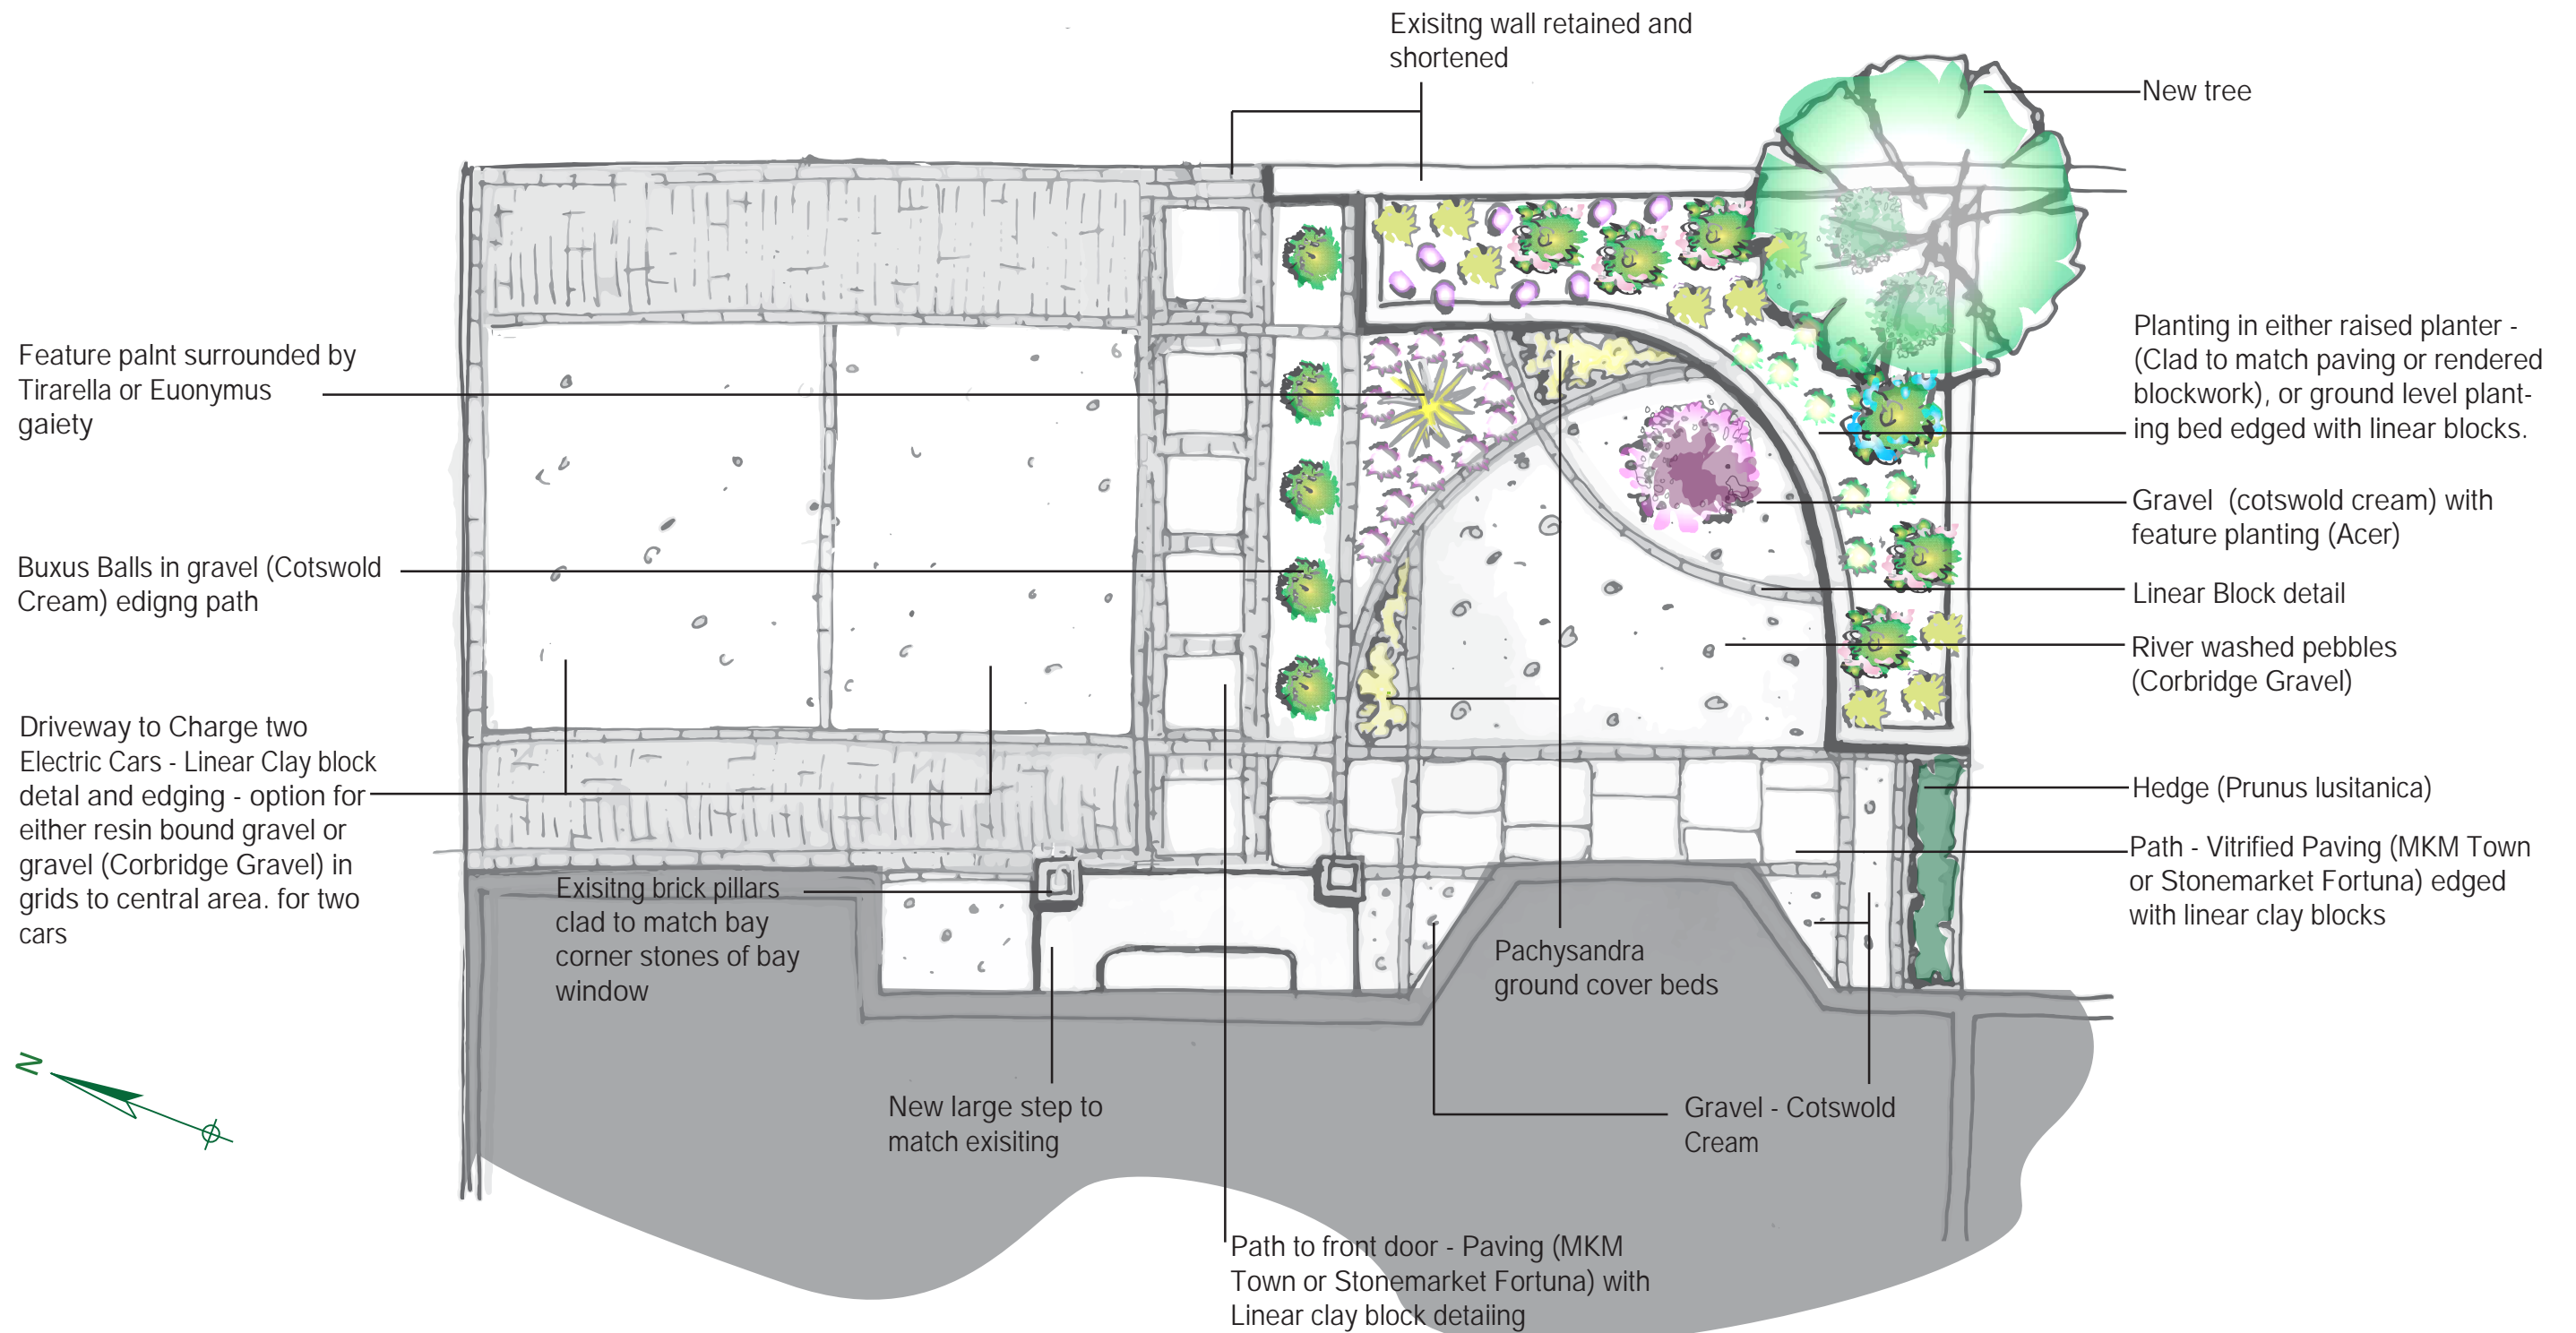 Exisitng wall retained and
shortened
New tree
Feature palnt surrounded by
Tirarella or Euonymus
gaiety
Planting in either raised planter -
(Clad to match paving or rendered
blockwork), or ground level plant-
ing bed edged with linear blocks.
Gravel (cotswold cream) with
feature planting (Acer)
Buxus Balls in gravel (Cotswold
Cream) edigng path
Linear Block detail
River washed pebbles
(Corbridge Gravel)
Driveway to Charge two
Electric Cars - Linear Clay block
detal and edging - option for
either resin bound gravel or
gravel (Corbridge Gravel) in
grids to central area. for two
cars
Hedge (Prunus lusitanica)
Path - Vitrified Paving (MKM Town
or Stonemarket Fortuna) edged
with linear clay blocks
Exisitng brick pillars
clad to match bay
corner stones of bay
window
Pachysandra
ground cover beds
N
New large step to
match exisiting
Gravel - Cotswold
Cream
Path to front door - Paving (MKM
Town or Stonemarket Fortuna) with
Linear clay block detaiing